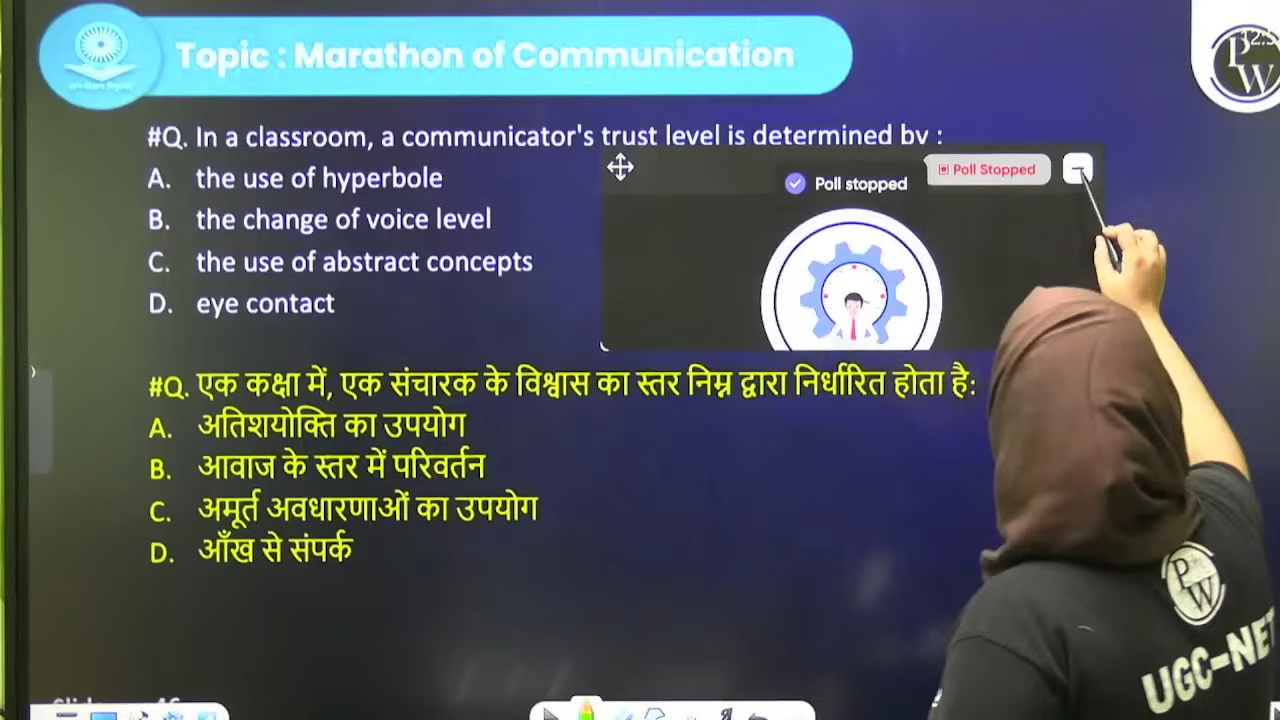 Topic : Marathon of Communication
#Q. In a classroom, a communicator's trust level is determined by :
A. the use of hyperbole
B. the change of voice level
C. the use of abstract concepts
D. eye contact
Poll stopped
Poll Stopped
#Q. एक कक्षा में, एक संचारक के विश्वास का स्तर निम्न द्वारा निर्धारित होता है:
A. अतिशयोक्ति का उपयोग
B. आवाज के स्तर में परिवर्तन
C. अमूर्त अवधारणाओं का उपयोग
D. आँख से संपर्क
PW
PW
UGC-NET